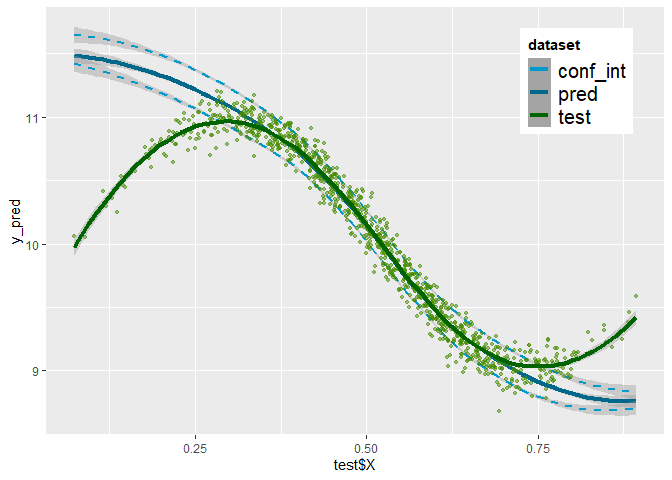 dataset
conf_int
pred
test
11
10
9
y_pred
0.25
0.50
0.75
test$X